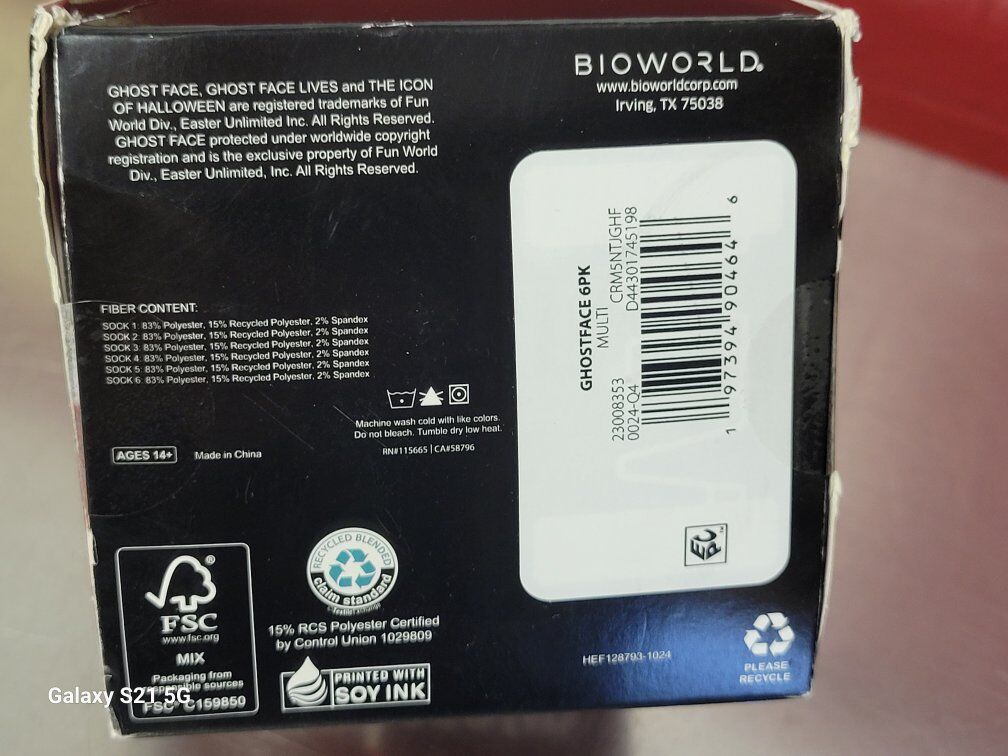 GHOST FACE, GHOST FACE LIVES and THE ICON
OF HALLOWEEN are registered trademarks of Fun
World Div., Easter Unlimited Inc. All Rights Reserved.
GHOST FACE protected under worldwide copyright
registration and is the exclusive property of Fun World
Div., Easter Unlimited, Inc. All Rights Reserved.
BIOWORLD®
www.bioworldcorp.com
Irving, TX 75038
GHOSTFACE 6PK
MULTI CRM5NTJGHF
23008353 D44301745198
0024-Q4
1 97394 90464 6
EPC™
FIBER CONTENT:
SOCK 1: 83% Polyester, 15% Recycled Polyester, 2% Spandex
SOCK 2: 83% Polyester, 15% Recycled Polyester, 2% Spandex
SOCK 3: 83% Polyester, 15% Recycled Polyester, 2% Spandex
SOCK 4: 83% Polyester, 15% Recycled Polyester, 2% Spandex
SOCK 5: 83% Polyester, 15% Recycled Polyester, 2% Spandex
SOCK 6: 83% Polyester, 15% Recycled Polyester, 2% Spandex
Machine wash cold with like colors.
Do not bleach. Tumble dry low heat.
RN#115665 | CA#58796
AGES 14+ Made in China
FSC®
www.fsc.org
MIX
Packaging from
responsible sources
FSC® C159850
RECYCLED BLENDED
claim standard
© TextileExchange
15% RCS Polyester Certified
by Control Union 1029809
PRINTED WITH
SOY INK
HEF128793-1024
PLEASE
RECYCLE
Galaxy S21 5G